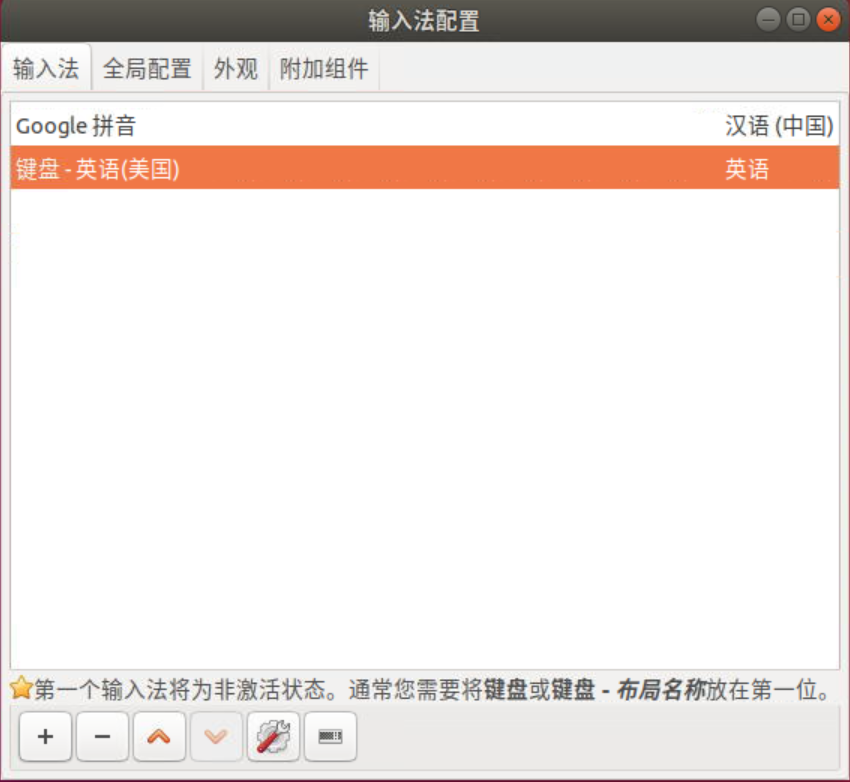 输入法配置
输入法 全局配置 外观 附加组件
Google 拼音 汉语 (中国)
键盘 - 英语(美国) 英语
第一个输入法将为非激活状态。通常您需要将键盘或键盘 - 布局名称放在第一位。